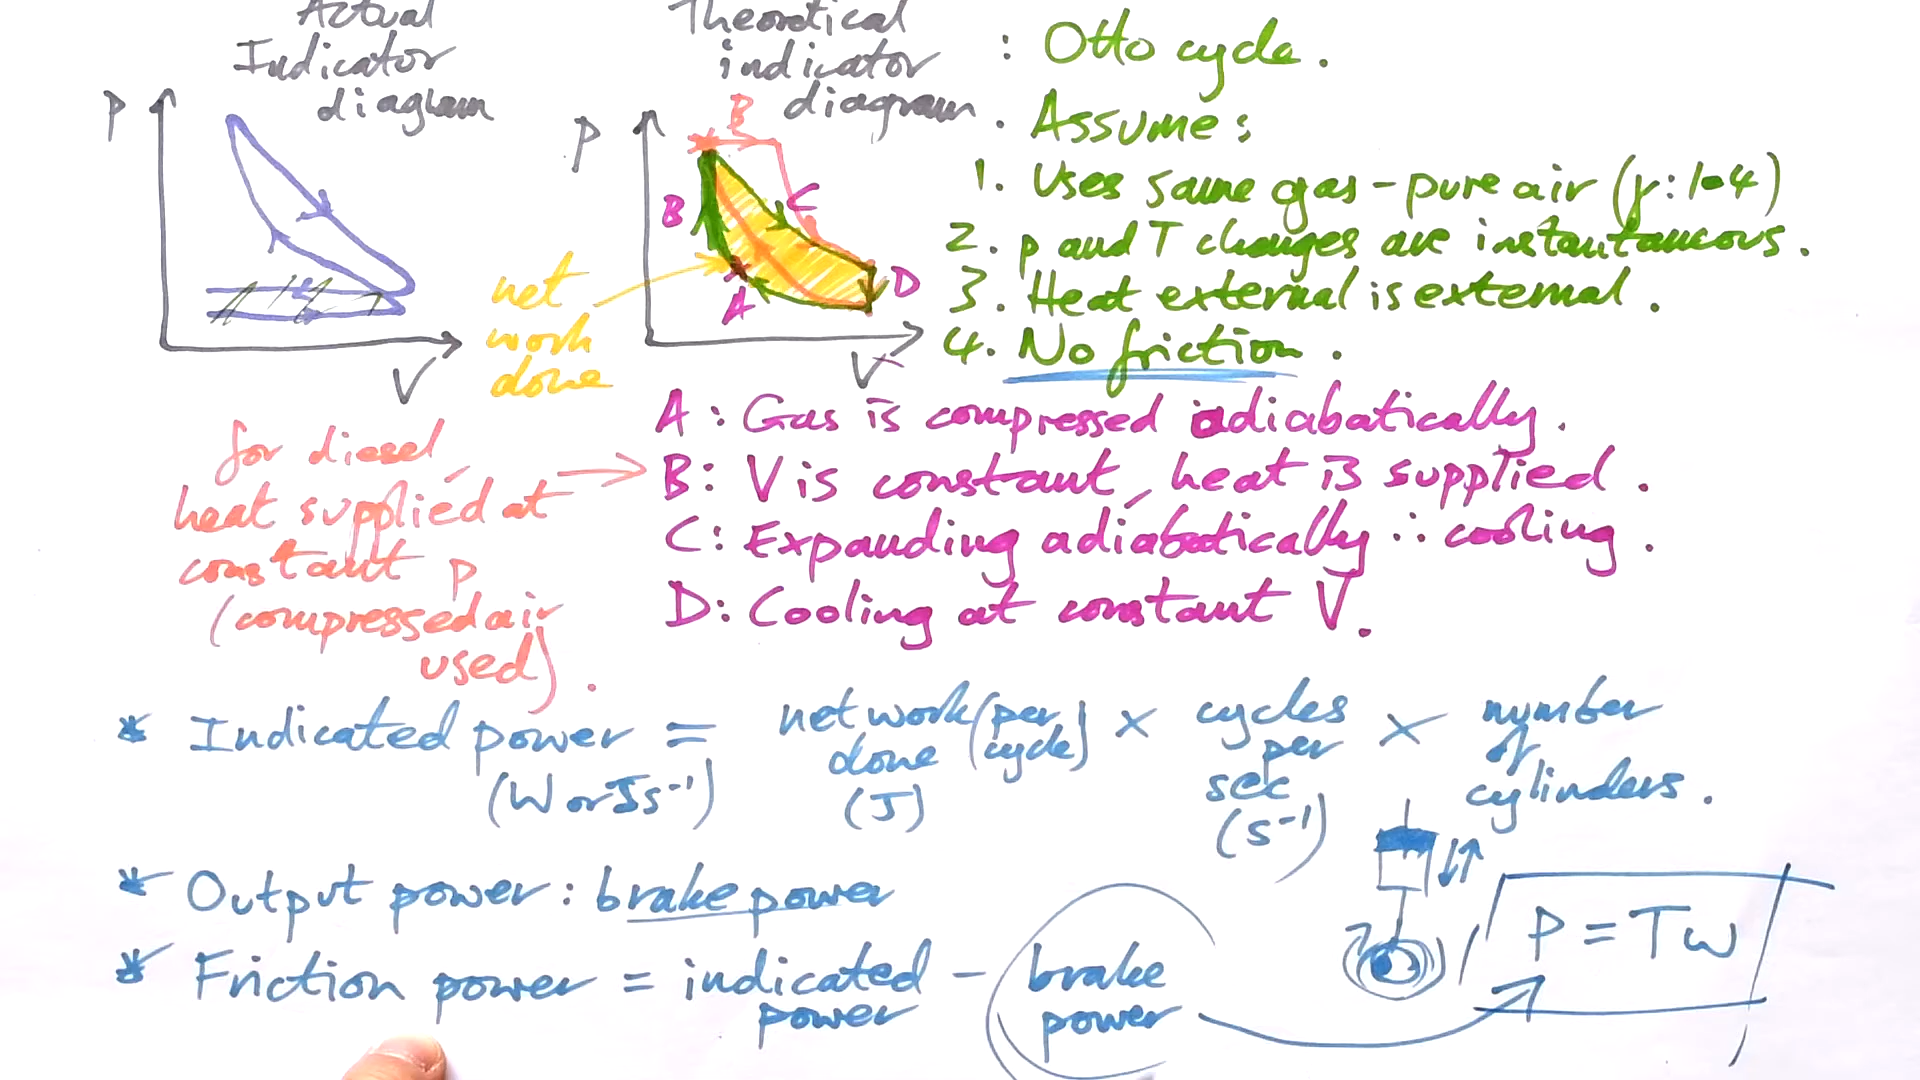 Actual
Indicator
diagram
P
V
Theoretical
indicator
diagram
P
V
B
B
C
A
D
net
work
done
: Otto cycle.
. Assume:
1. Uses same gas - pure air (γ: 1.4)
2. p and T changes are instantaneous.
3. Heat external is external.
4. No friction.
A: Gas is compressed adiabatically.
B: V is constant, heat is supplied.
C: Expanding adiabatically ∴ cooling.
D: Cooling at constant V.
for diesel,
heat supplied at
constant p
(compressed air
used).
* Indicated power = net work done (per cycle) × cycles per sec × number of cylinders.
(W or Js⁻¹) (J) (s⁻¹)
* Output power: brake power
* Friction power = indicated power - brake power
P = Tω